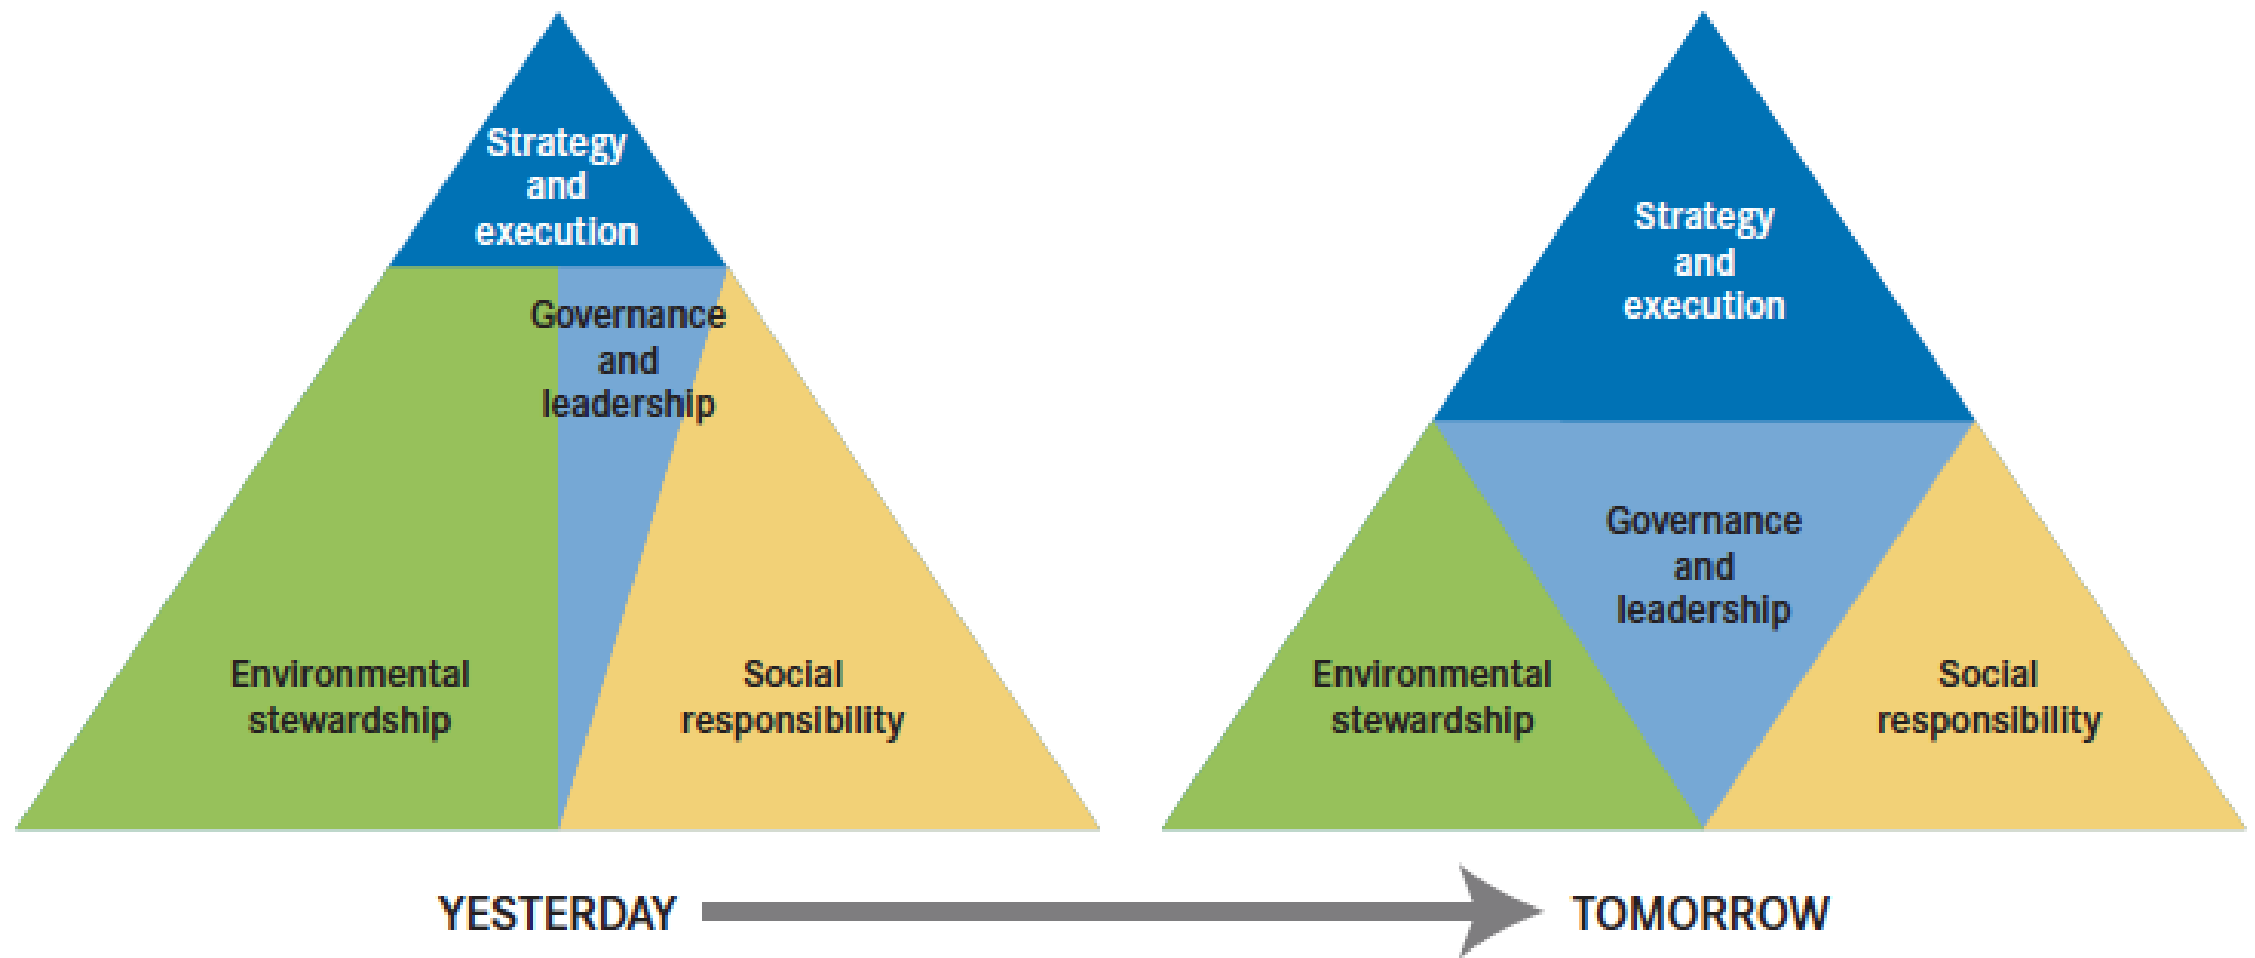 Strategy
and
execution
Governance
and
leadership
Environmental
stewardship
Social
responsibility
Strategy
and
execution
Governance
and
leadership
Environmental
stewardship
Social
responsibility
YESTERDAY
TOMORROW